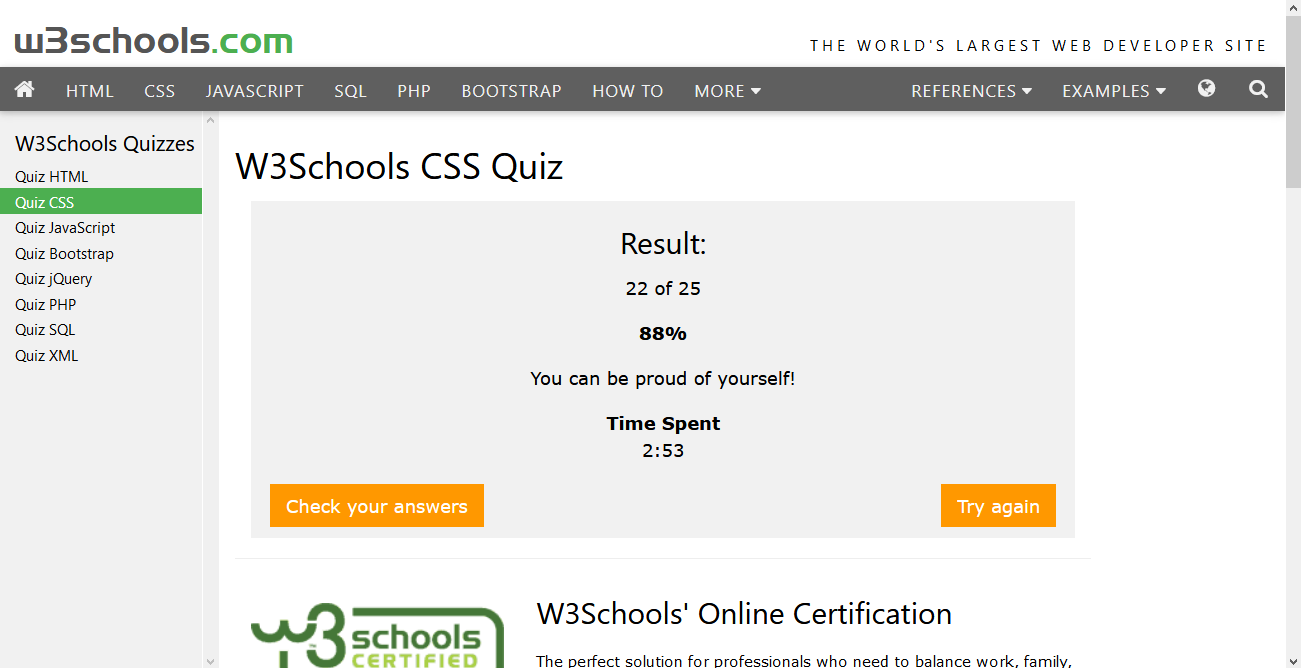 w3schools.com
THE WORLD'S LARGEST WEB DEVELOPER SITE
HTML CSS JAVASCRIPT SQL PHP BOOTSTRAP HOW TO MORE REFERENCES EXAMPLES
W3Schools Quizzes
Quiz HTML
Quiz CSS
Quiz JavaScript
Quiz Bootstrap
Quiz jQuery
Quiz PHP
Quiz SQL
Quiz XML
W3Schools CSS Quiz
Result:
22 of 25
88%
You can be proud of yourself!
Time Spent
2:53
Check your answers
Try again
w3schools
CERTIFIED
W3Schools' Online Certification
The perfect solution for professionals who need to balance work, family,